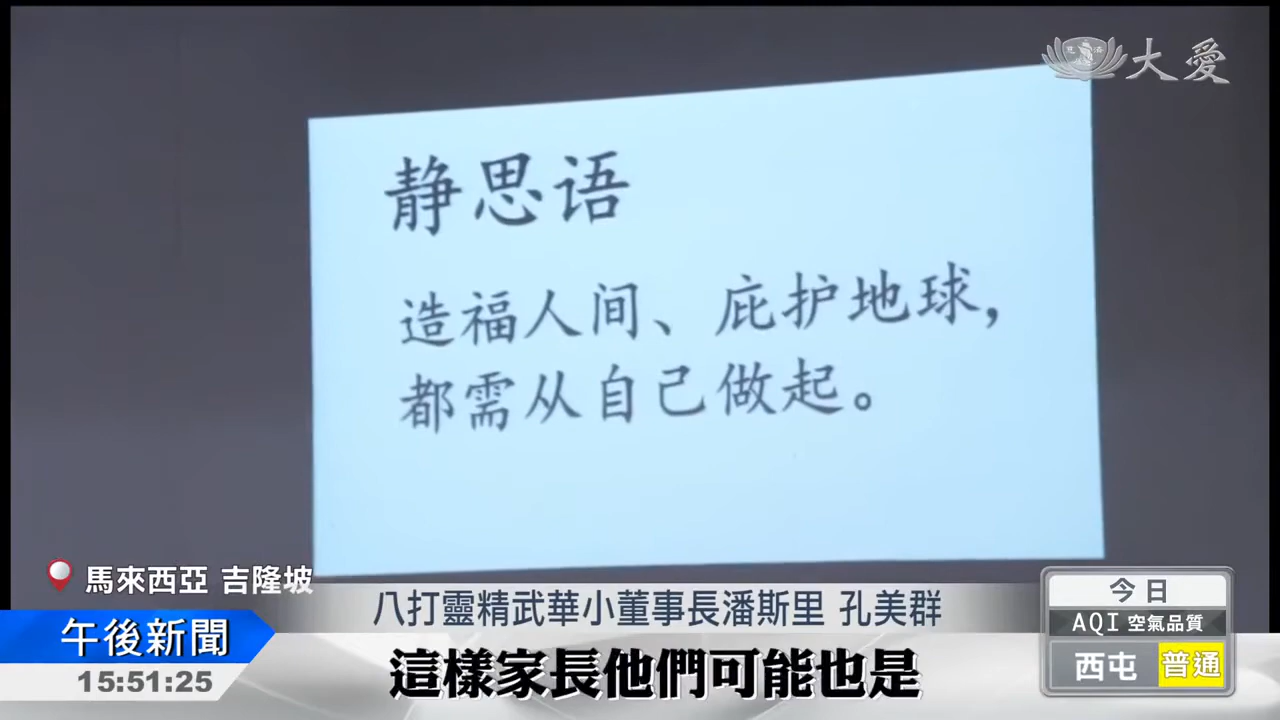 大愛
静思语
造福人间、庇护地球，
都需从自己做起。
馬來西亞 吉隆坡
八打靈精武華小董事長潘斯里 孔美群
午後新聞
15:51:25
這樣家長他們可能也是
今日
AQI 空氣品質
西屯 普通